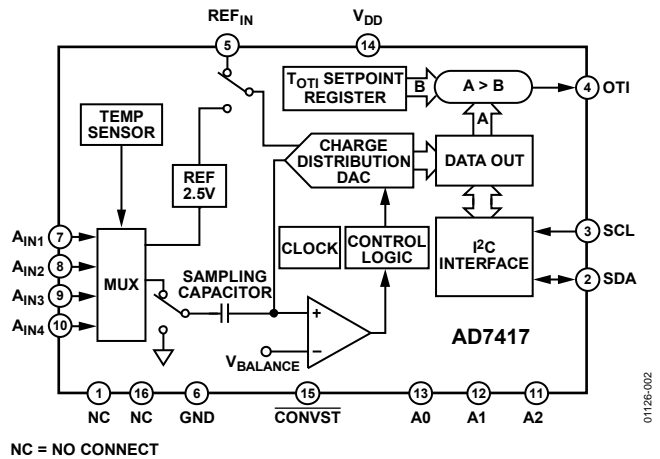 REFIN
VDD
5
14
TOTI SETPOINT
REGISTER
B
A > B
4
OTI
A
TEMP
SENSOR
REF
2.5V
CHARGE
DISTRIBUTION
DAC
DATA OUT
AIN1
7
AIN2
8
AIN3
9
AIN4
10
MUX
CLOCK
CONTROL
LOGIC
I2C
INTERFACE
3
SCL
2
SDA
SAMPLING
CAPACITOR
+
−
VBALANCE
AD7417
1
16
6
15
13
12
11
NC
NC
GND
CONVST
A0
A1
A2
01126-002
NC = NO CONNECT